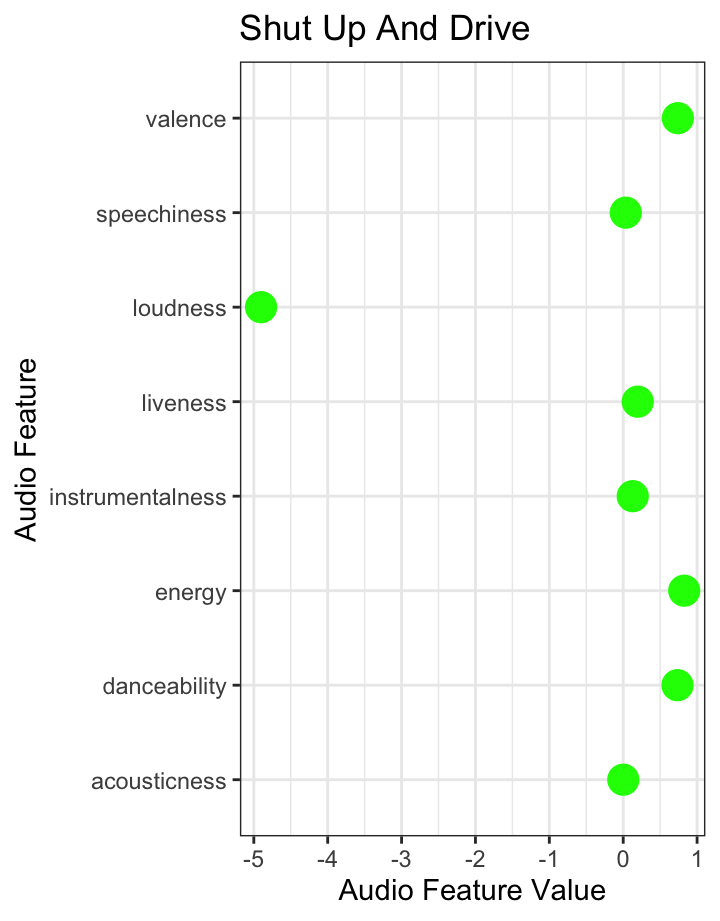 Shut Up And Drive
Audio Feature
valence
speechiness
loudness
liveness
instrumentalness
energy
danceability
acousticness
-5 -4 -3 -2 -1 0 1
Audio Feature Value